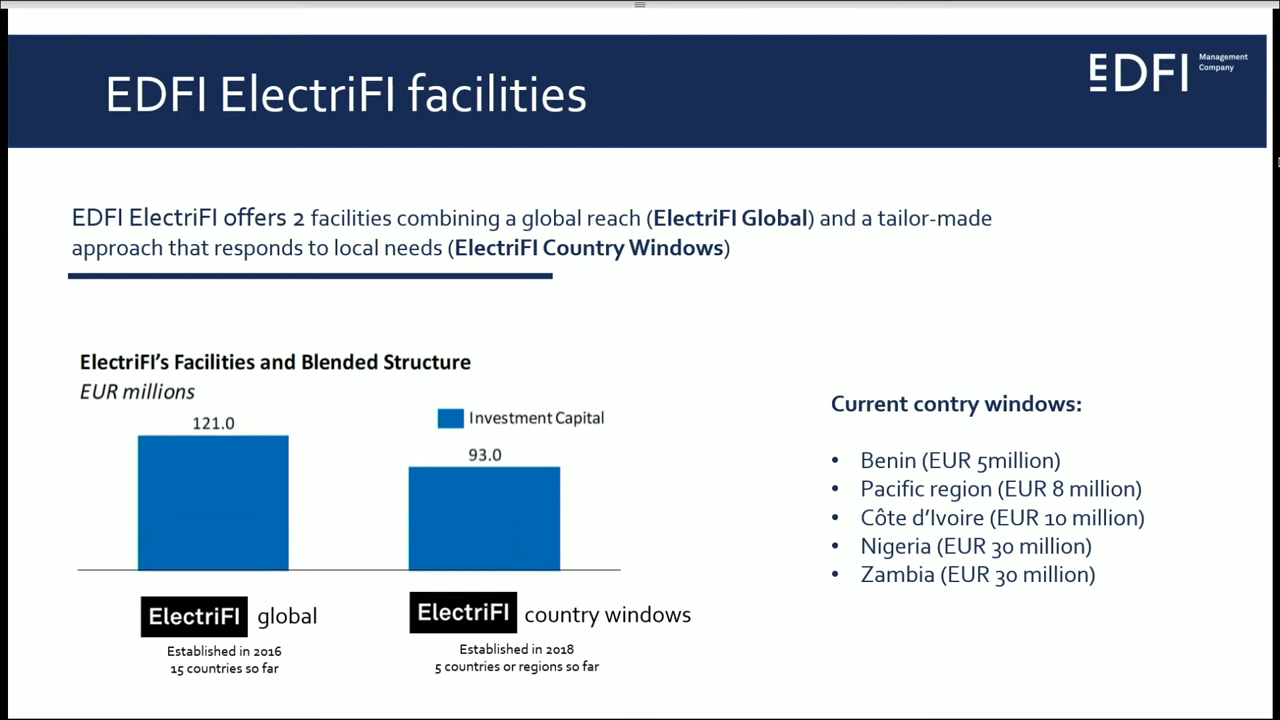 EDFI ElectriFI facilities
EDFI Management
Company
EDFI ElectriFI offers 2 facilities combining a global reach (ElectriFI Global) and a tailor-made
approach that responds to local needs (ElectriFI Country Windows)
ElectriFI's Facilities and Blended Structure
EUR millions
121.0
Investment Capital
93.0
ElectriFI global
Established in 2016
15 countries so far
ElectriFI country windows
Established in 2018
5 countries or regions so far
Current contry windows:
• Benin (EUR 5million)
• Pacific region (EUR 8 million)
• Côte d'Ivoire (EUR 10 million)
• Nigeria (EUR 30 million)
• Zambia (EUR 30 million)